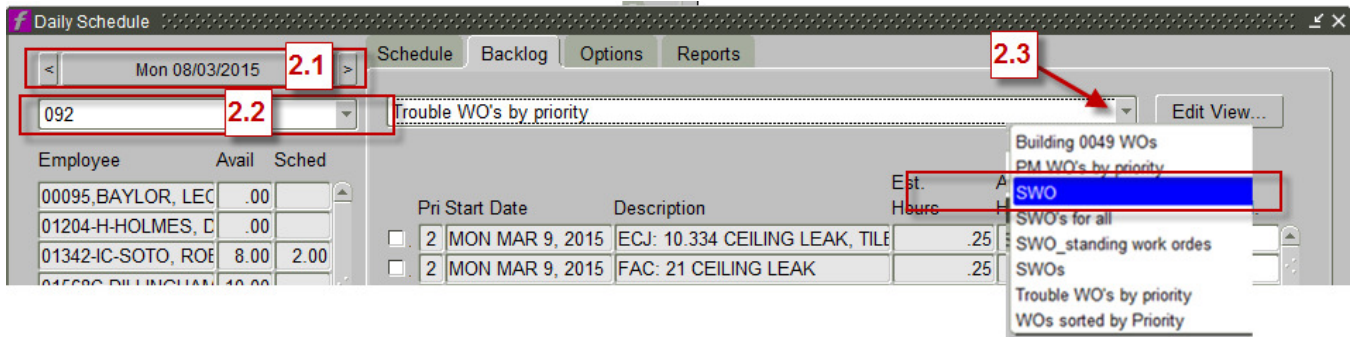 f Daily Schedule
< Mon 08/03/2015 > 2.1
Schedule Backlog Options Reports
2.3
092 2.2
Trouble WO's by priority
Edit View...
Building 0049 WOs
PM WO's by priority
SWO
SWO's for all
SWO_standing work ordes
SWOs
Trouble WO's by priority
WOs sorted by Priority
Employee Avail Sched
00095,BAYLOR, LEC .00
01204-H-HOLMES, D .00
01342-IC-SOTO, ROE 8.00 2.00
Est.
Pri Start Date Description Hours
2 MON MAR 9, 2015 ECJ: 10.334 CEILING LEAK, TILE .25
2 MON MAR 9, 2015 FAC: 21 CEILING LEAK .25